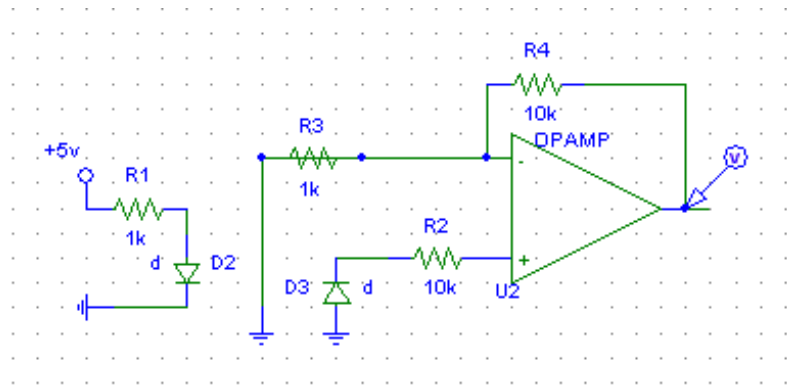 R4
10k
OPAMP
R3
1k
-
V
+5v
R1
1k
d
D2
R2
10k
+
D3
d
U2